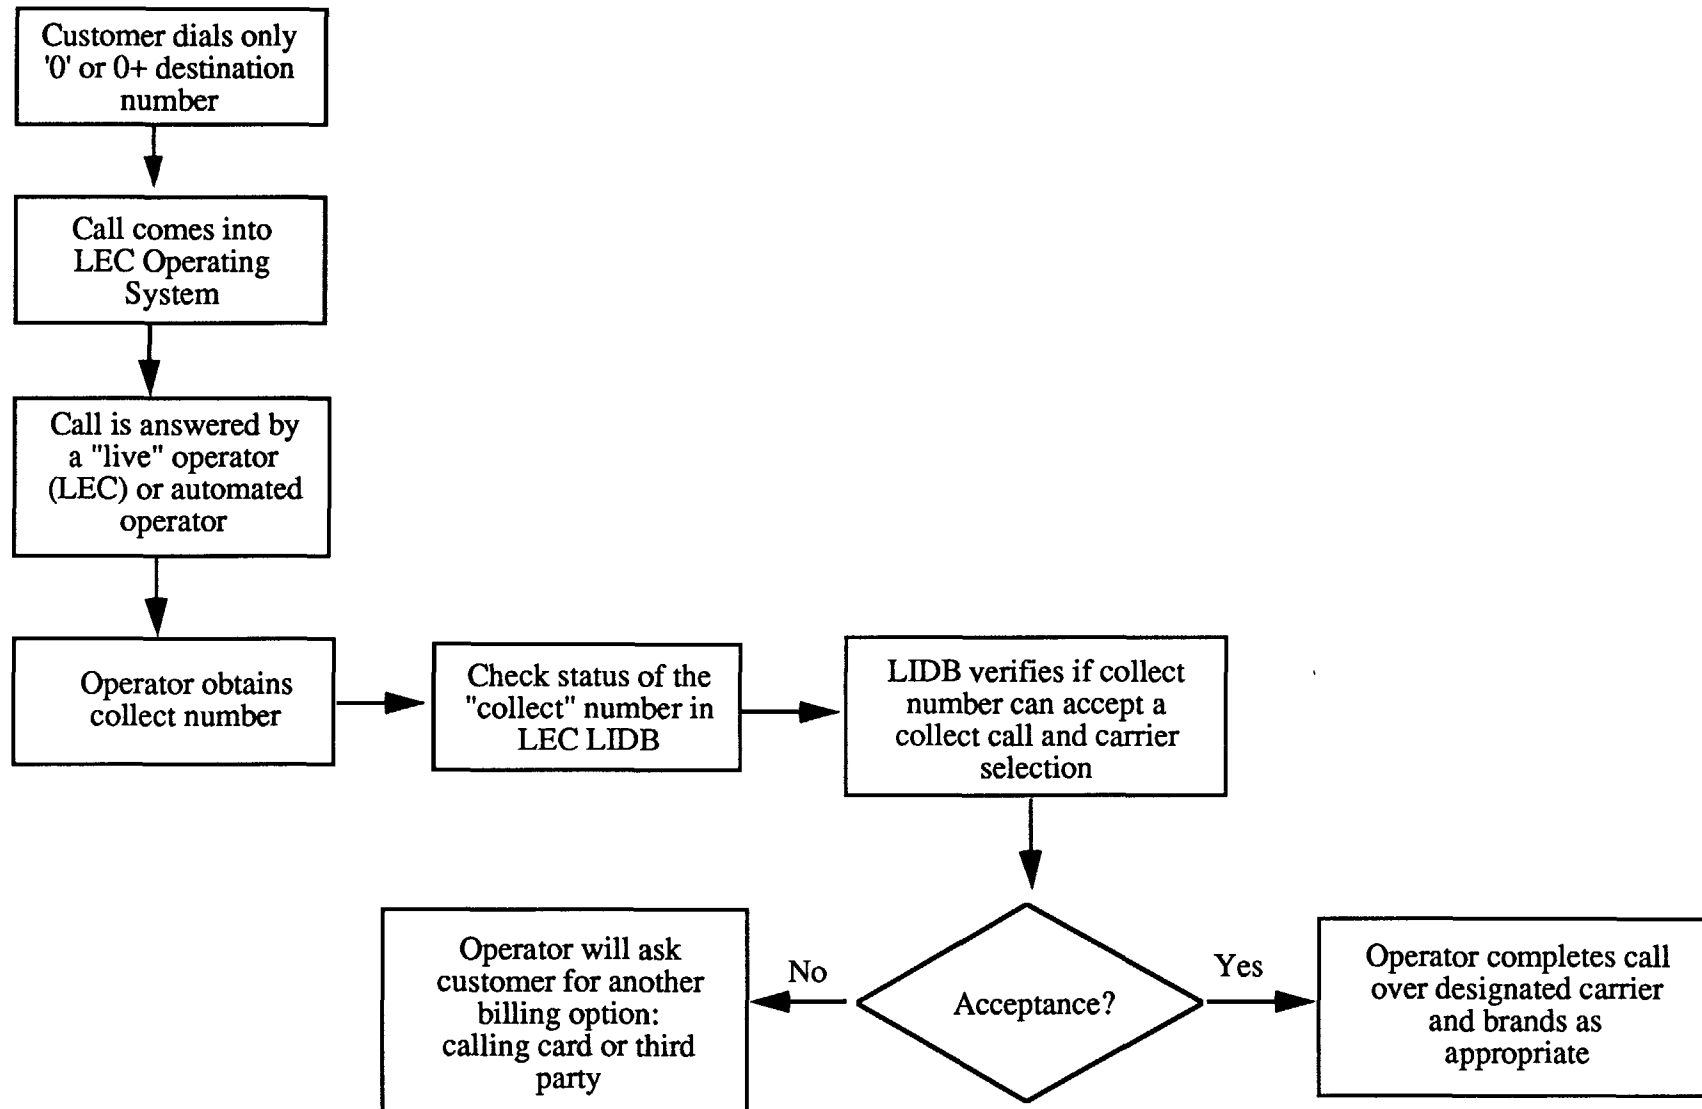 Customer dials only
'0' or 0+ destination
number
Call comes into
LEC Operating
System
Call is answered by
a "live" operator
(LEC) or automated
operator
Operator obtains
collect number
Check status of the
"collect" number in
LEC LIDB
LIDB verifies if collect
number can accept a
collect call and carrier
selection
Acceptance?
No
Operator will ask
customer for another
billing option:
calling card or third
party
Yes
Operator completes call
over designated carrier
and brands as
appropriate